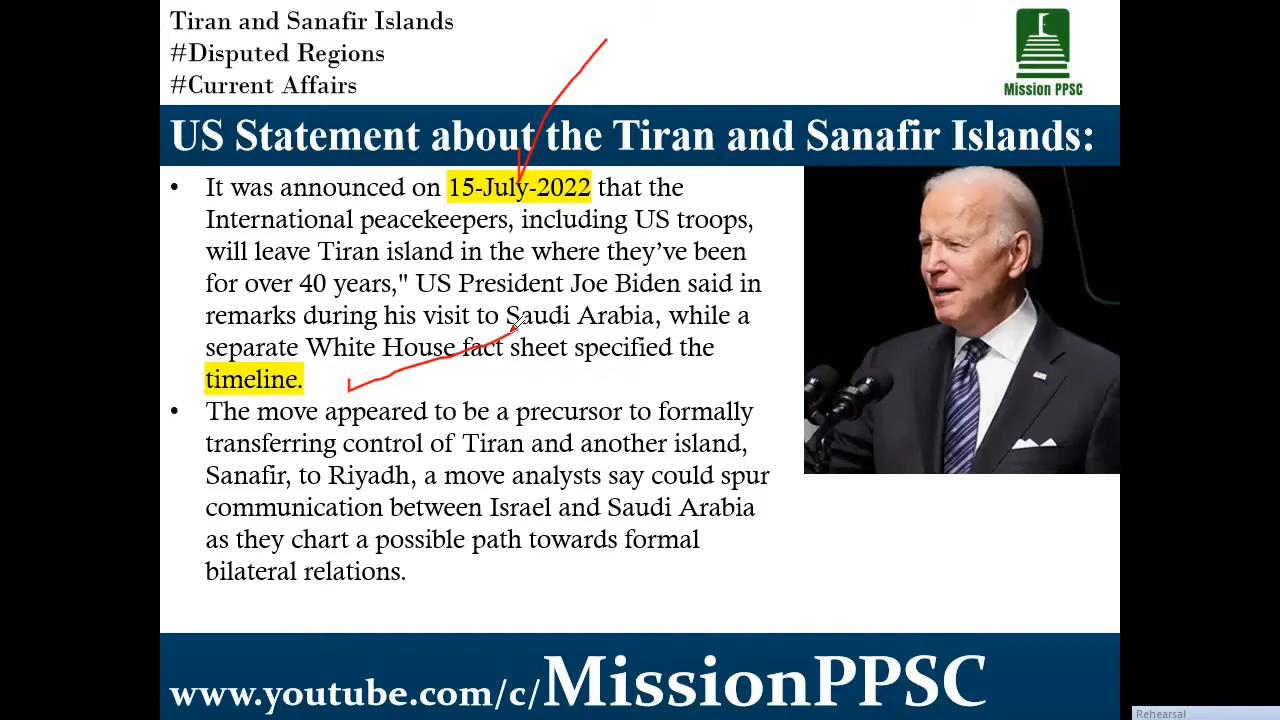 Tiran and Sanafir Islands
#Disputed Regions
#Current Affairs
Mission PPSC
US Statement about the Tiran and Sanafir Islands:
• It was announced on 15-July-2022 that the
International peacekeepers, including US troops,
will leave Tiran island in the where they’ve been
for over 40 years," US President Joe Biden said in
remarks during his visit to Saudi Arabia, while a
separate White House fact sheet specified the
timeline.
• The move appeared to be a precursor to formally
transferring control of Tiran and another island,
Sanafir, to Riyadh, a move analysts say could spur
communication between Israel and Saudi Arabia
as they chart a possible path towards formal
bilateral relations.
www.youtube.com/c/MissionPPSC
Rehearsal